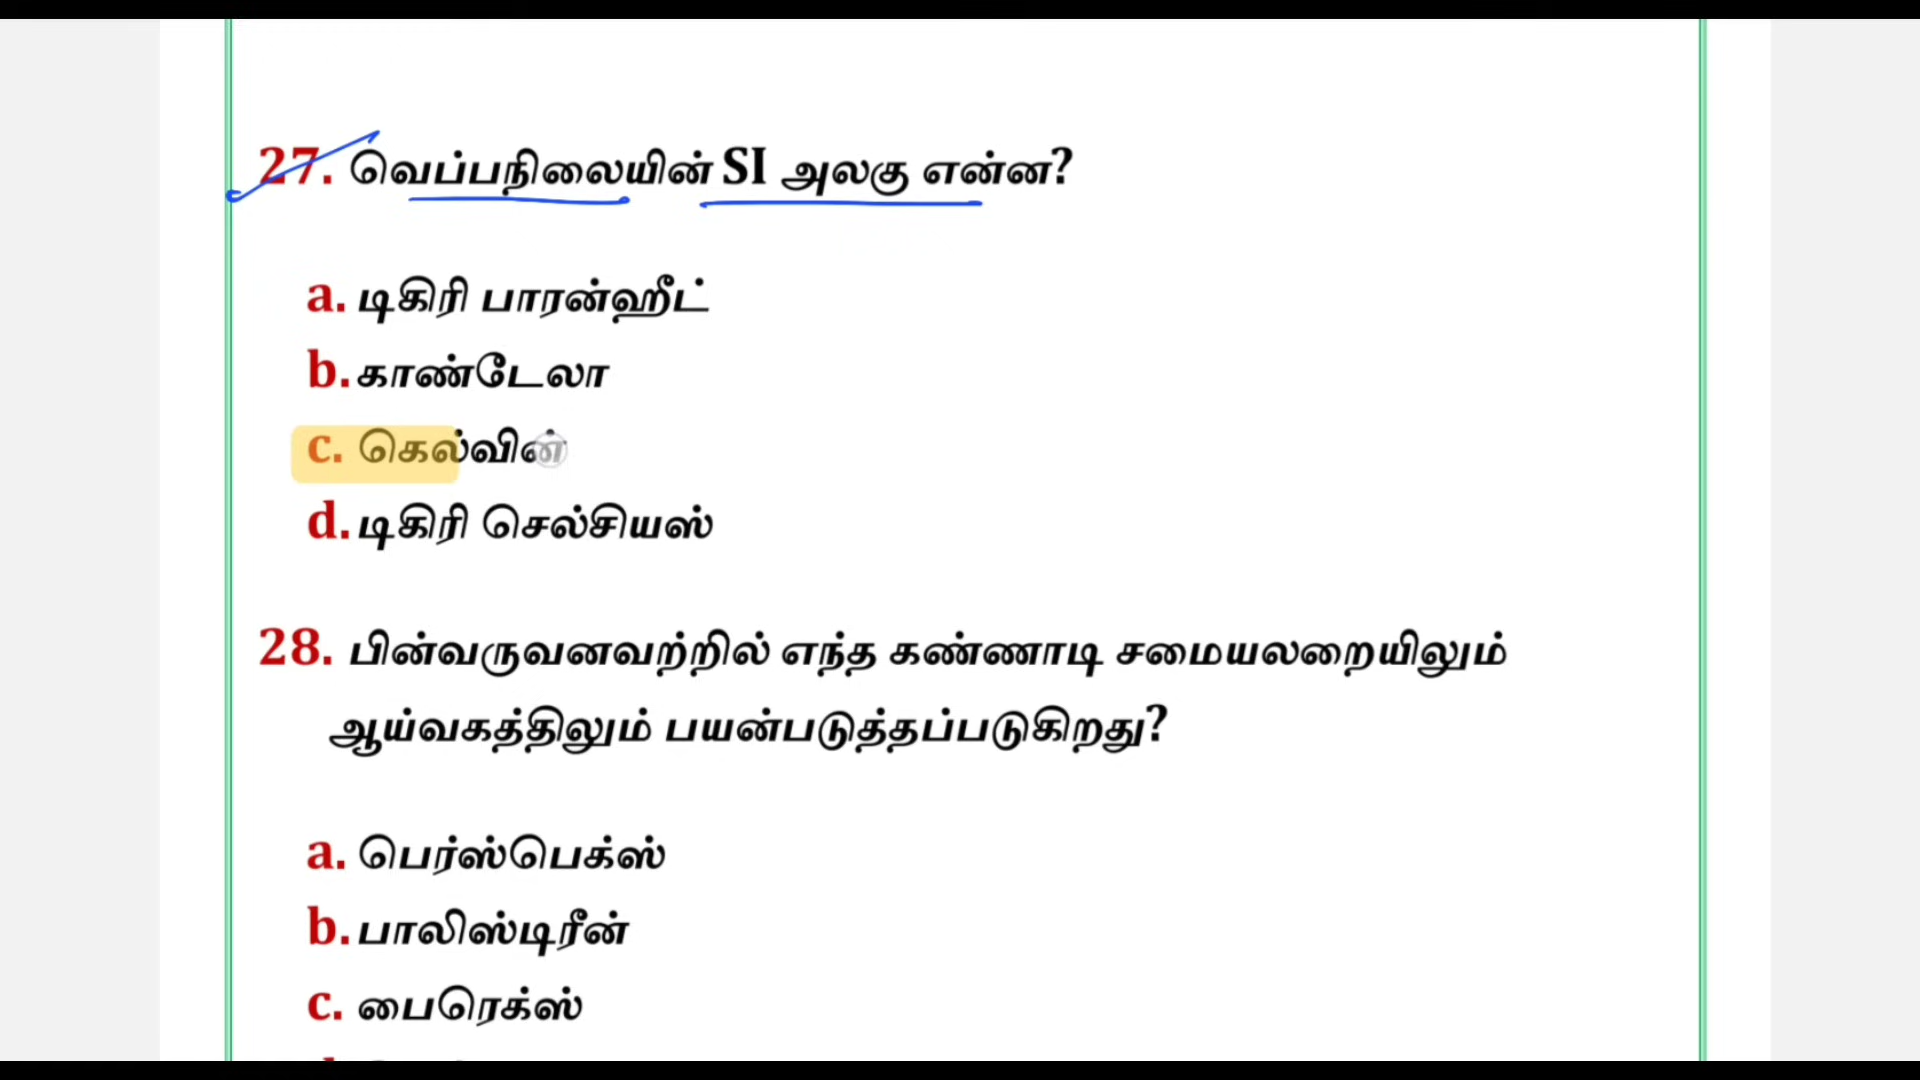 27. வெப்பநிலையின் SI அலகு என்ன?
a. டிகிரி பாரன்ஹீட்
b. காண்டேலா
c. கெல்வின்
d. டிகிரி செல்சியஸ்
28. பின்வருவனவற்றில் எந்த கண்ணாடி சமையலறையிலும்
ஆய்வகத்திலும் பயன்படுத்தப்படுகிறது?
a. பெர்ஸ்பெக்ஸ்
b. பாலிஸ்டிரீன்
c. பைரெக்ஸ்